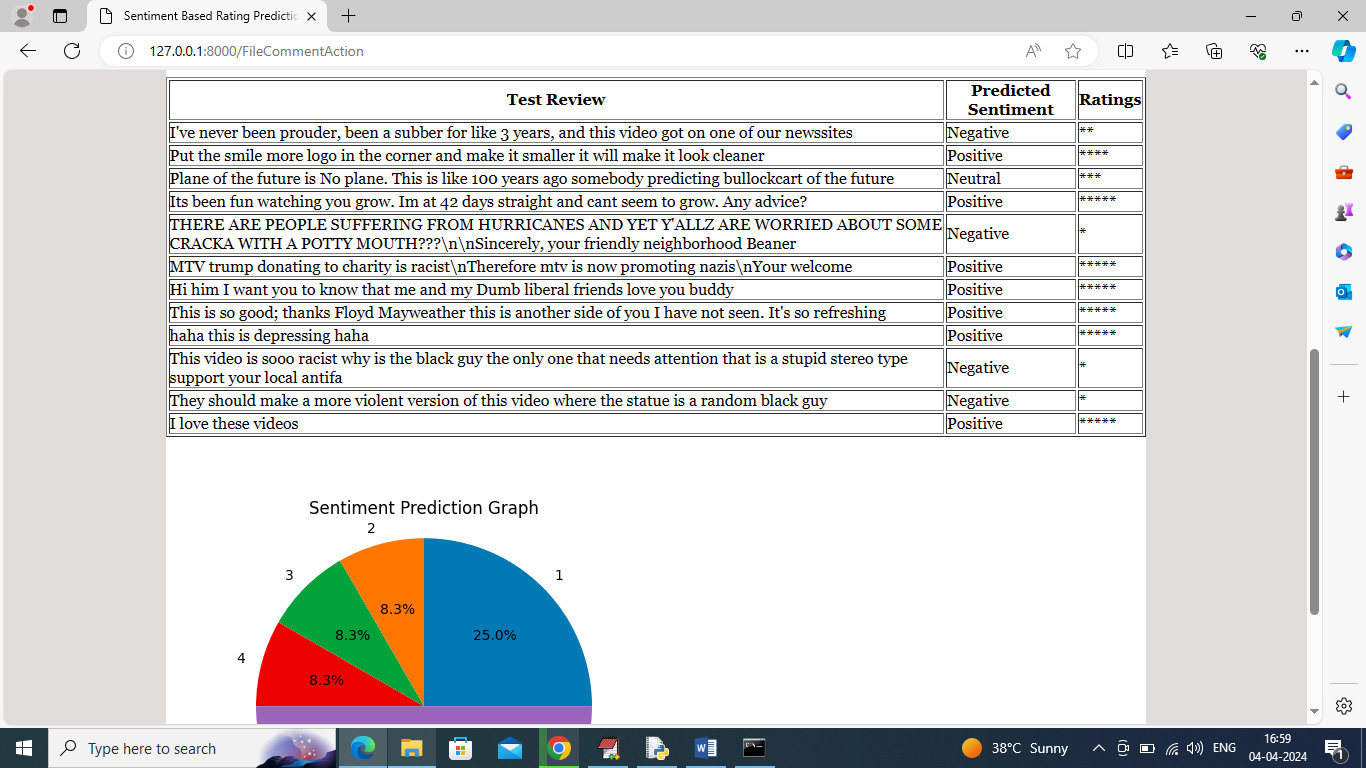 Sentiment Based Rating Predictio
127.0.0.1:8000/FileCommentAction
Test Review
Predicted
Sentiment
Ratings
I've never been prouder, been a subber for like 3 years, and this video got on one of our newssites
Negative
**
Put the smile more logo in the corner and make it smaller it will make it look cleaner
Positive
****
Plane of the future is No plane. This is like 100 years ago somebody predicting bullockcart of the future
Neutral
***
Its been fun watching you grow. Im at 42 days straight and cant seem to grow. Any advice?
Positive
*****
THERE ARE PEOPLE SUFFERING FROM HURRICANES AND YET Y'ALLZ ARE WORRIED ABOUT SOME
CRACKA WITH A POTTY MOUTH???\n\nSincerely, your friendly neighborhood Beaner
Negative
*
MTV trump donating to charity is racist\nTherefore mtv is now promoting nazis\nYour welcome
Positive
*****
Hi him I want you to know that me and my Dumb liberal friends love you buddy
Positive
*****
This is so good; thanks Floyd Mayweather this is another side of you I have not seen. It's so refreshing
Positive
*****
haha this is depressing haha
Positive
*****
This video is sooo racist why is the black guy the only one that needs attention that is a stupid stereo type
support your local antifa
Negative
*
They should make a more violent version of this video where the statue is a random black guy
Negative
*
I love these videos
Positive
*****
Sentiment Prediction Graph
2
3
1
8.3%
8.3%
25.0%
4
8.3%
Type here to search
38°C Sunny
ENG
16:59
04-04-2024
1